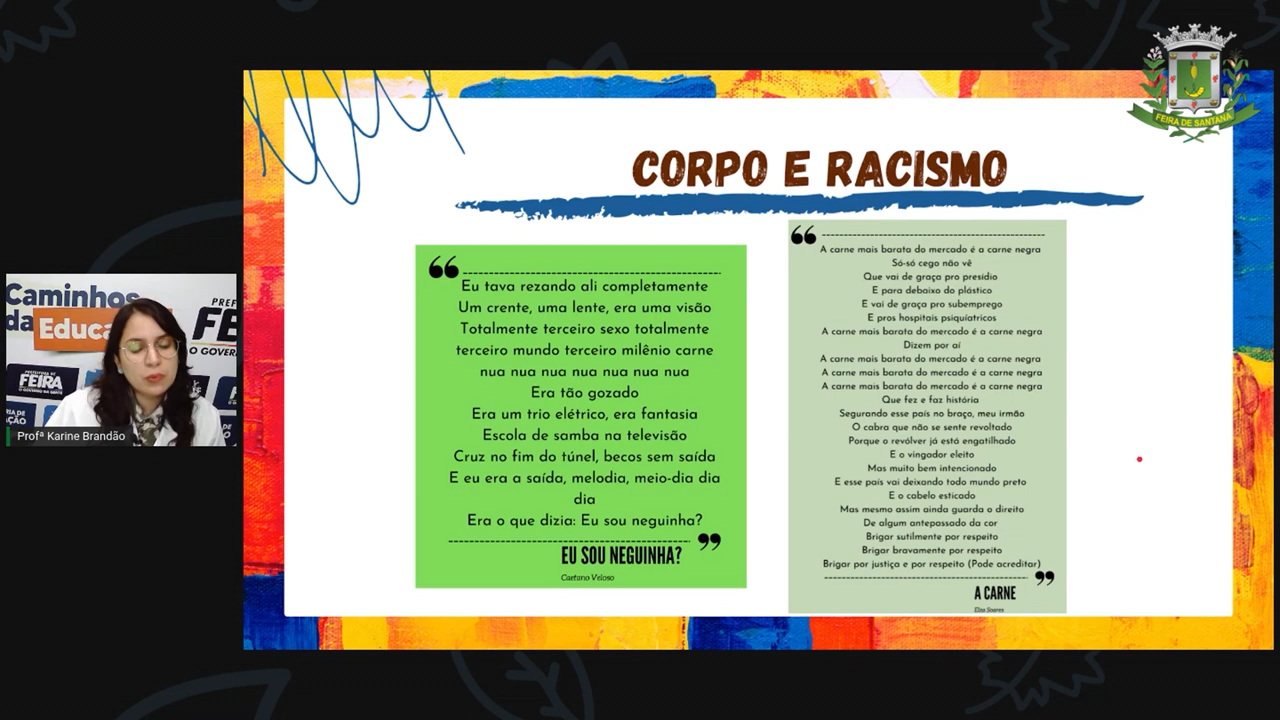 FEIRA DE SANTANA
CORPO E RACISMO
Eu tava rezando ali completamente
Um crente, uma lente, era uma visão
Totalmente terceiro sexo totalmente
terceiro mundo terceiro milênio carne
nua nua nua nua nua nua nua
Era tão gozado
Era um trio elétrico, era fantasia
Escola de samba na televisão
Cruz no fim do túnel, becos sem saída
E eu era a saída, melodia, meio-dia dia
dia
Era o que dizia: Eu sou neguinha?
EU SOU NEGUINHA?
Caetano Veloso
A carne mais barata do mercado é a carne negra
Só-só cego não vê
Que vai de graça pro presídio
E para debaixo do plástico
E vai de graça pro subemprego
E pros hospitais psiquiátricos
A carne mais barata do mercado é a carne negra
Dizem por aí
A carne mais barata do mercado é a carne negra
A carne mais barata do mercado é a carne negra
A carne mais barata do mercado é a carne negra
Que fez e faz história
Segurando esse país no braço, meu irmão
O cabra que não se sente revoltado
Porque o revólver já está engatilhado
E o vingador eleito
Mas muito bem intencionado
E esse país vai deixando todo mundo preto
E o cabelo esticado
Mas mesmo assim ainda guarda o direito
De algum antepassado da cor
Brigar sutilmente por respeito
Brigar bravamente por respeito
Brigar por justiça e por respeito (Pode acreditar)
A CARNE
Elza Soares
Caminhos
da
Educa
PREF
FE
O GOVER
FEIRA
Profª Karine Brandão